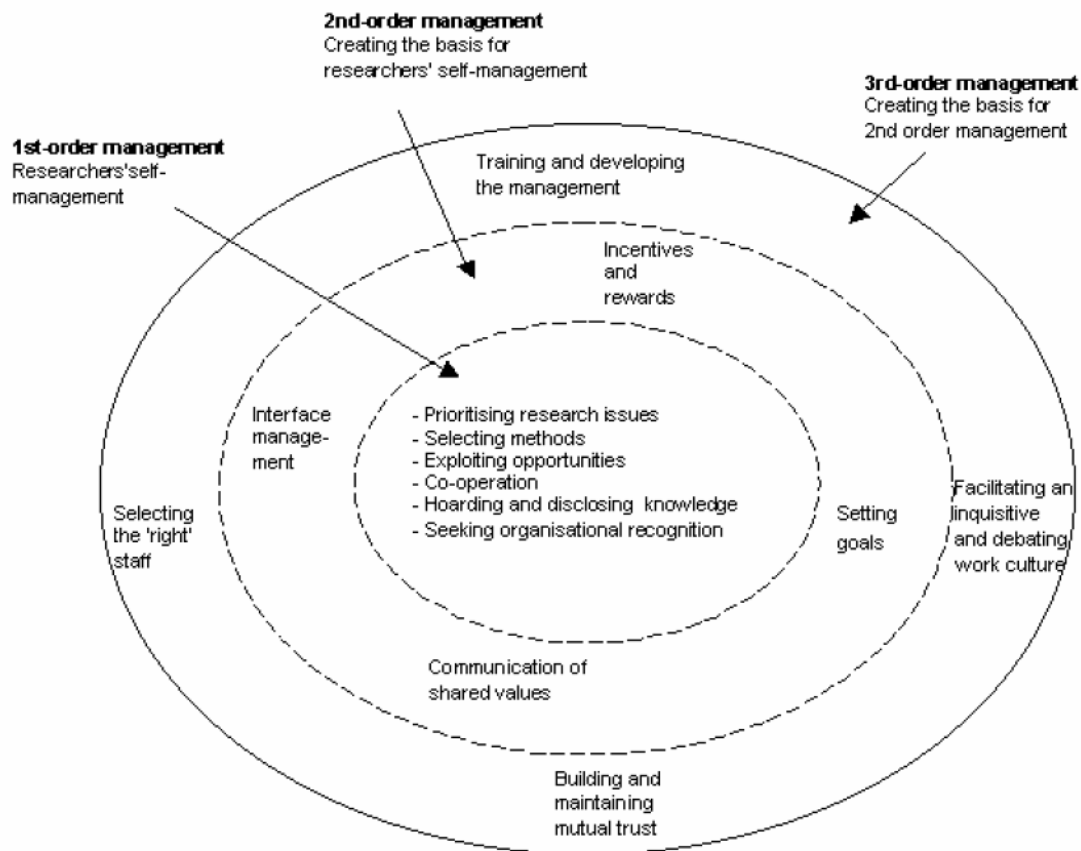 2nd-order management
Creating the basis for
researchers' self-management
3rd-order management
Creating the basis for
2nd order management
1st-order management
Researchers'self-
management
Training and developing
the management
Incentives
and
rewards
Interface
manage-
ment
- Prioritising research issues
- Selecting methods
- Exploiting opportunities
- Co-operation
- Hoarding and disclosing knowledge
- Seeking organisational recognition
Selecting
the 'right'
staff
Setting
goals
Facilitating an
inquisitive
and debating
work culture
Communication of
shared values
Building and
maintaining
mutual trust